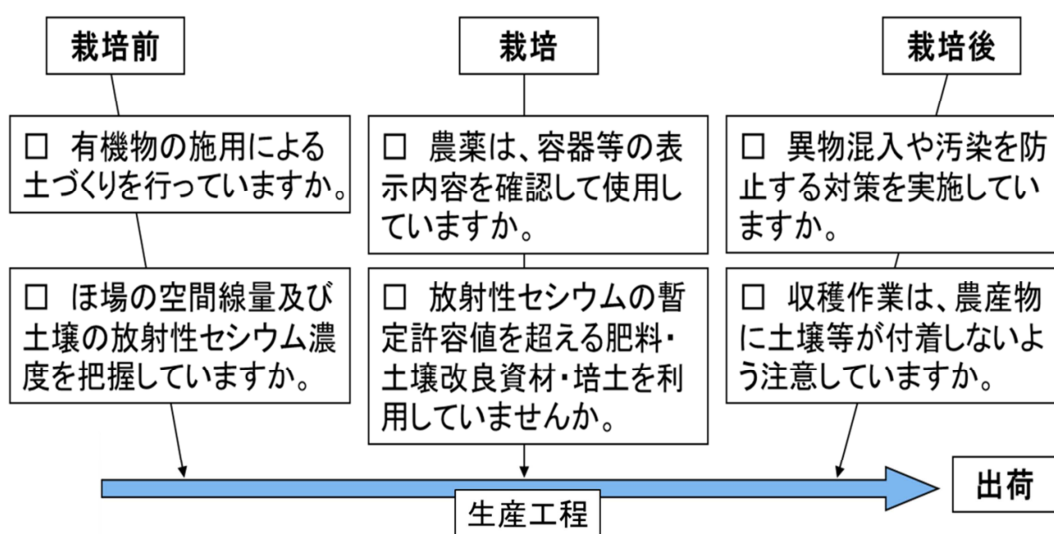 栽培前
□ 有機物の施用による
土づくりを行っていますか。
□ ほ場の空間線量及び
土壌の放射性セシウム濃
度を把握していますか。
栽培
□ 農薬は、容器等の表
示内容を確認して使用し
ていますか。
□ 放射性セシウムの暫
定許容値を超える肥料・
土壌改良資材・培土を利
用していませんか。
栽培後
□ 異物混入や汚染を防
止する対策を実施してい
ますか。
□ 収穫作業は、農産物
に土壌等が付着しないよ
う注意していますか。
生産工程
出荷